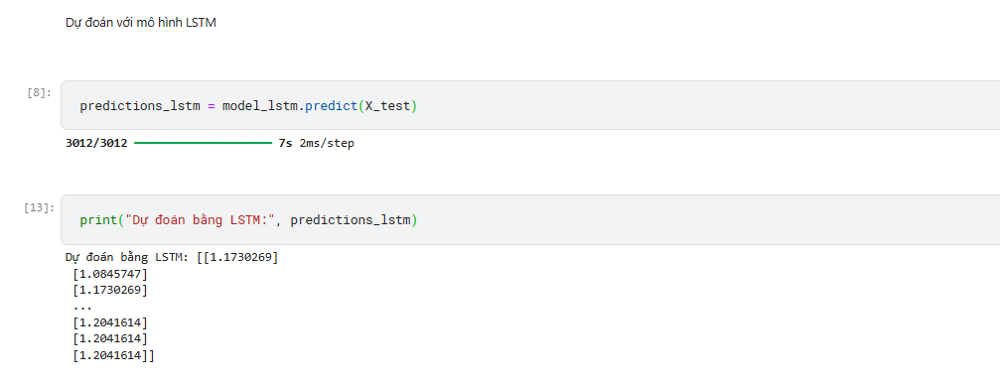 Dự đoán với mô hình LSTM
[8]:
predictions_lstm = model_lstm.predict(X_test)
3012/3012 ━━━━━━━━━━━━━━━━━━━━ 7s 2ms/step
[13]:
print("Dự đoán bằng LSTM:", predictions_lstm)
Dự đoán bằng LSTM: [[1.1730269]
[1.0845747]
[1.1730269]
...
[1.2041614]
[1.2041614]
[1.2041614]]